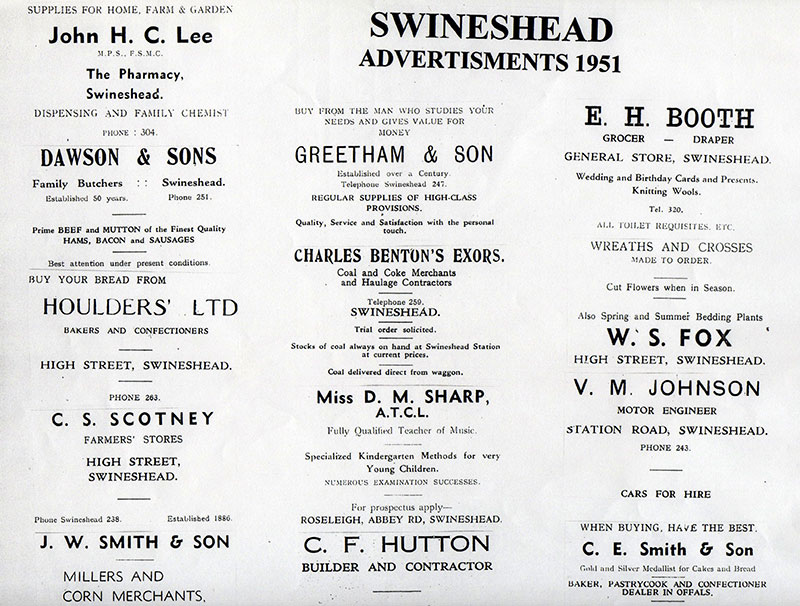 SWINESHEAD
ADVERTISMENTS 1951
SUPPLIES FOR HOME, FARM & GARDEN
John H. C. Lee
M.P.S., F.S.M.C.
The Pharmacy,
Swineshead.
DISPENSING AND FAMILY CHEMIST
PHONE : 304.
DAWSON & SONS
Family Butchers :: Swineshead.
Established 50 years. Phone 251.
Prime BEEF and MUTTON of the Finest Quality
HAMS, BACON and SAUSAGES
Best attention under present conditions.
BUY YOUR BREAD FROM
HOULDERS' LTD
BAKERS AND CONFECTIONERS
HIGH STREET, SWINESHEAD.
PHONE 263.
C. S. SCOTNEY
FARMERS' STORES
HIGH STREET,
SWINESHEAD.
Phone Swineshead 238. Established 1886.
J. W. SMITH & SON
MILLERS AND
CORN MERCHANTS,
BUY FROM THE MAN WHO STUDIES YOUR
NEEDS AND GIVES VALUE FOR
MONEY
GREETHAM & SON
Established over a Century.
Telephone Swineshead 247.
REGULAR SUPPLIES OF HIGH-CLASS
PROVISIONS.
Quality, Service and Satisfaction with the personal
touch.
CHARLES BENTON'S EXORS.
Coal and Coke Merchants
and Haulage Contractors
Telephone 259.
SWINESHEAD.
Trial order solicited.
Stocks of coal always on hand at Swineshead Station
at current prices.
Coal delivered direct from waggon.
Miss D. M. SHARP,
A.T.C.L.
Fully Qualified Teacher of Music.
Specialized Kindergarten Methods for very
Young Children.
NUMEROUS EXAMINATION SUCCESSES.
For prospectus apply—
ROSELEIGH, ABBEY RD, SWINESHEAD.
C. F. HUTTON
BUILDER AND CONTRACTOR
E. H. BOOTH
GROCER — DRAPER
GENERAL STORE, SWINESHEAD.
Wedding and Birthday Cards and Presents.
Knitting Wools.
Tel. 320.
ALL TOILET REQUISITES, ETC.
WREATHS AND CROSSES
MADE TO ORDER.
Cut Flowers when in Season.
Also Spring and Summer Bedding Plants
W. S. FOX
HIGH STREET, SWINESHEAD.
V. M. JOHNSON
MOTOR ENGINEER
STATION ROAD, SWINESHEAD.
PHONE 243.
CARS FOR HIRE
WHEN BUYING, HAVE THE BEST.
C. E. Smith & Son
Gold and Silver Medallist for Cakes and Bread
BAKER, PASTRYCOOK AND CONFECTIONER
DEALER IN OFFALS.